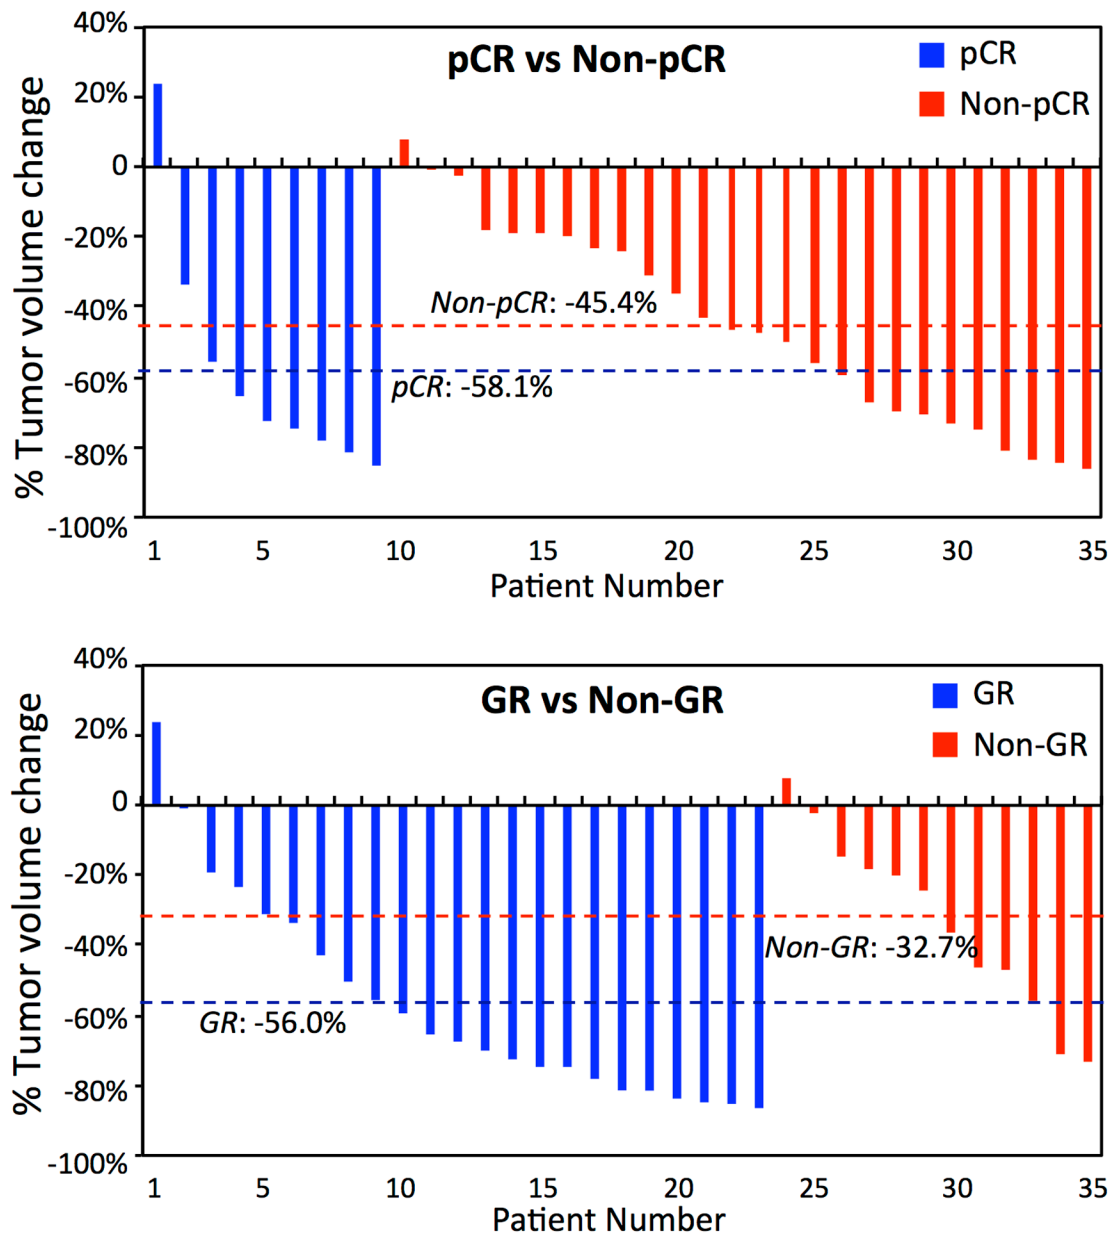 40%
pCR vs Non-pCR
pCR
20%
Non-pCR
0
-20%
Non-pCR: -45.4%
-40%
-60%
pCR: -58.1%
-80%
-100%
% Tumor volume change
1 5 10 15 20 25 30 35
Patient Number
40%
GR vs Non-GR
GR
20%
Non-GR
0
-20%
-40%
Non-GR: -32.7%
-60%
GR: -56.0%
-80%
-100%
% Tumor volume change
1 5 10 15 20 25 30 35
Patient Number